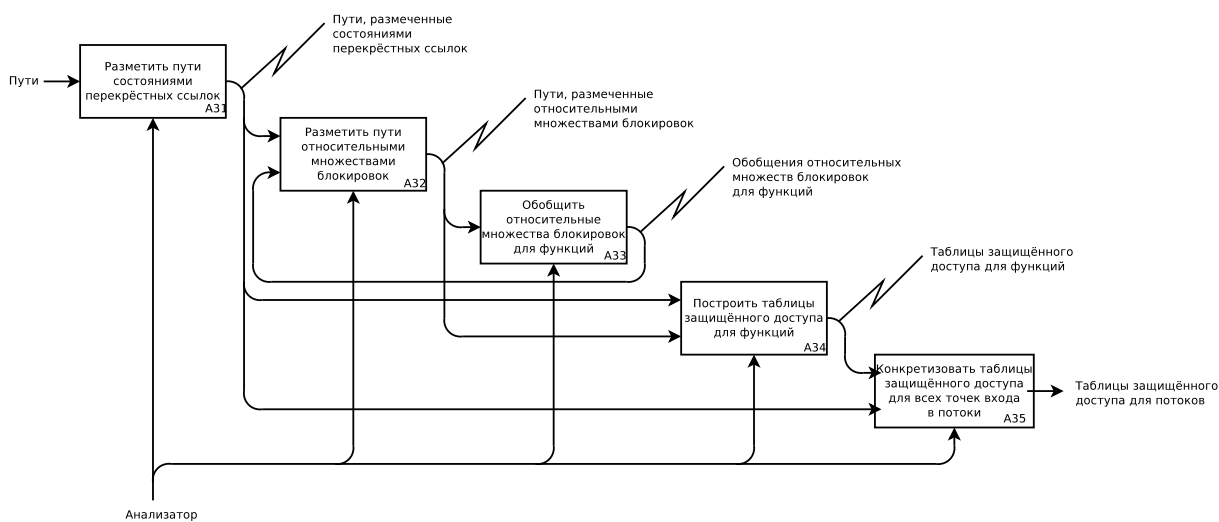 Пути, размеченные
состояниями
перекрёстных ссылок
Пути
Разметить пути
состояниями
перекрёстных ссылок
A31
Пути, размеченные
относительными
множествами блокировок
Разметить пути
относительными
множествами
блокировок
A32
Обобщения относительных
множеств блокировок
для функций
Обобщить
относительные
множества блокировок
для функций
A33
Таблицы защищённого
доступа для функций
Построить таблицы
защищённого доступа
для функций
A34
Конкретизовать таблицы
защищённого доступа
для всех точек входа
в потоки
A35
Таблицы защищённого
доступа для потоков
Анализатор